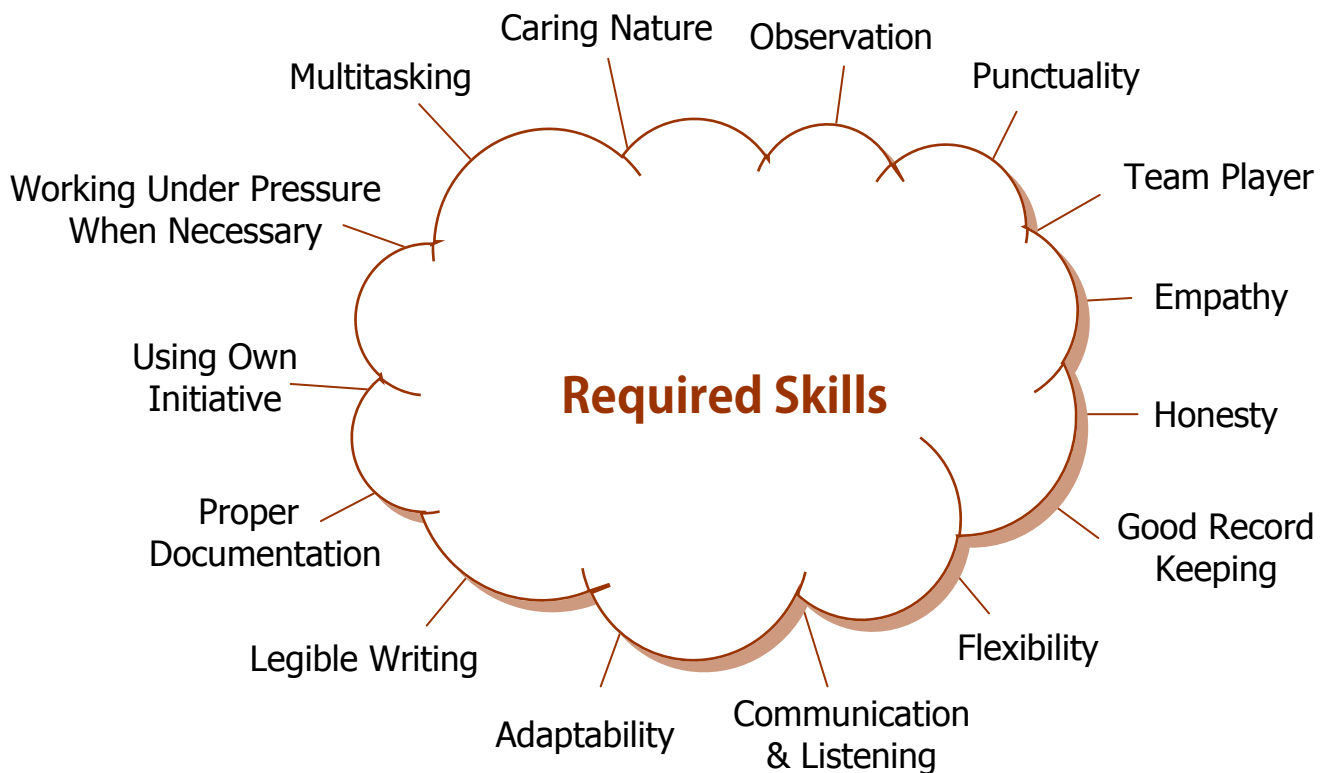 Caring Nature
Observation
Multitasking
Punctuality
Working Under Pressure
When Necessary
Team Player
Empathy
Using Own
Initiative
Required Skills
Honesty
Proper
Documentation
Good Record
Keeping
Legible Writing
Flexibility
Adaptability
Communication
& Listening